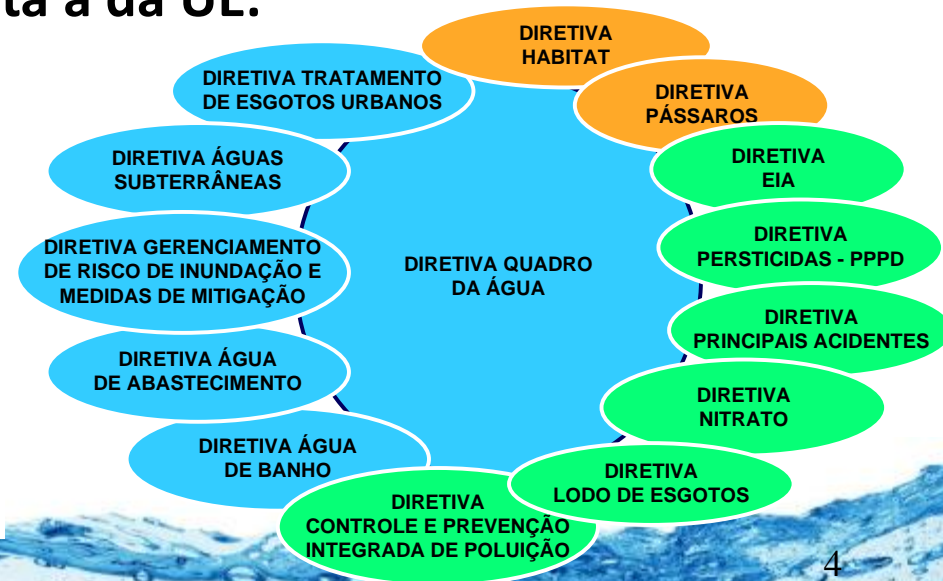 ta a da UE:
DIRETIVA
HABITAT
DIRETIVA TRATAMENTO
DE ESGOTOS URBANOS
DIRETIVA
PÁSSAROS
DIRETIVA ÁGUAS
SUBTERRÂNEAS
DIRETIVA
EIA
DIRETIVA GERENCIAMENTO
DE RISCO DE INUNDAÇÃO E
MEDIDAS DE MITIGAÇÃO
DIRETIVA QUADRO
DA ÁGUA
DIRETIVA
PERSTICIDAS - PPPD
DIRETIVA
PRINCIPAIS ACIDENTES
DIRETIVA ÁGUA
DE ABASTECIMENTO
DIRETIVA
NITRATO
DIRETIVA ÁGUA
DE BANHO
DIRETIVA
LODO DE ESGOTOS
DIRETIVA
CONTROLE E PREVENÇÃO
INTEGRADA DE POLUIÇÃO
4